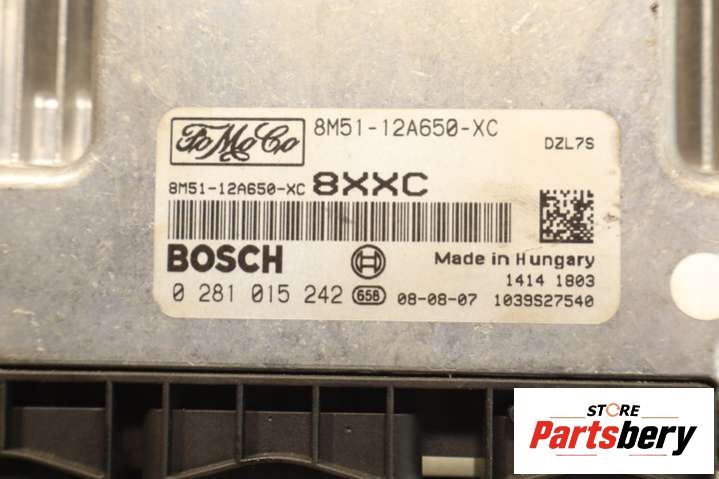 FoMoCo 8M51-12A650-XC
DZL7S
8M51-12A650-XC 8XXC
BOSCH Made in Hungary
1414 1803
0 281 015 242 658 08-08-07 1039S27540
STORE
Partsbery